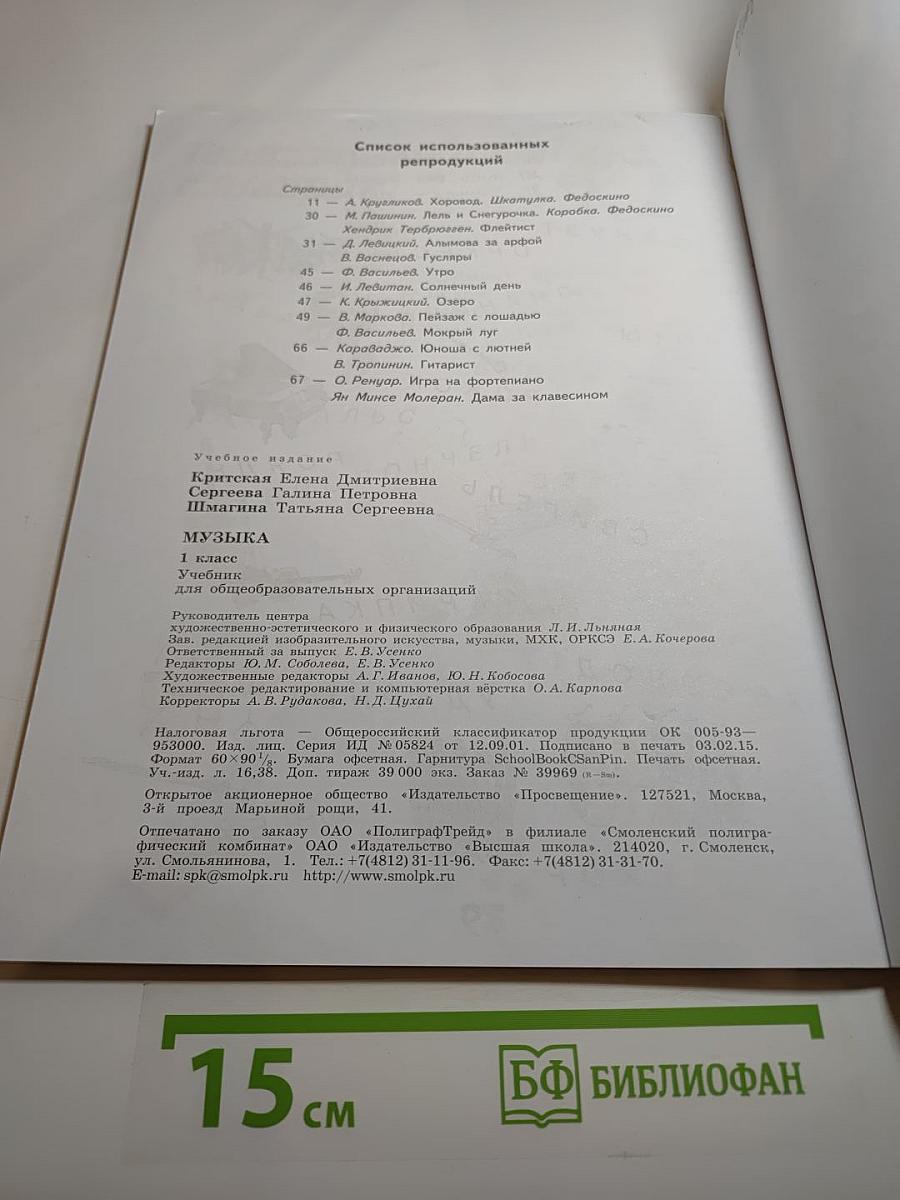 Список использованных
репродукций
Страницы
11 — А. Кругликов. Хоровод. Шкатулка. Федоскино
30 — М. Пашинин. Лель и Снегурочка. Коробка. Федоскино
Хендрик Тербрюгген. Флейтист
31 — Д. Левицкий. Алымова за арфой
В. Васнецов. Гусляры
45 — Ф. Васильев. Утро
46 — И. Левитан. Солнечный день
47 — К. Крыжицкий. Озеро
49 — В. Маркова. Пейзаж с лошадью
Ф. Васильев. Мокрый луг
66 — Караваджо. Юноша с лютней
В. Тропинин. Гитарист
67 — О. Ренуар. Игра на фортепиано
Ян Минсе Молеран. Дама за клавесином
Учебное издание
Критская Елена Дмитриевна
Сергеева Галина Петровна
Шмагина Татьяна Сергеевна
МУЗЫКА
1 класс
Учебник
для общеобразовательных организаций
Руководитель центра
художественно-эстетического и физического образования Л. И. Льняная
Зав. редакцией изобразительного искусства, музыки, МХК, ОРКСЭ Е. А. Кочерова
Ответственный за выпуск Е. В. Усенко
Редакторы Ю. М. Соболева, Е. В. Усенко
Художественные редакторы А. Г. Иванов, Ю. Н. Кобосова
Техническое редактирование и компьютерная вёрстка О. А. Карпова
Корректоры А. В. Рудакова, Н. Д. Цухай
Налоговая льгота — Общероссийский классификатор продукции ОК 005-93—
953000. Изд. лиц. Серия ИД № 05824 от 12.09.01. Подписано в печать 03.02.15.
Формат 60×90 1/8. Бумага офсетная. Гарнитура SchoolBookCSanPin. Печать офсетная.
Уч.-изд. л. 16,38. Доп. тираж 39 000 экз. Заказ № 39969 (R—Sm).
Открытое акционерное общество «Издательство «Просвещение». 127521, Москва,
3-й проезд Марьиной рощи, 41.
Отпечатано по заказу ОАО «ПолиграфТрейд» в филиале «Смоленский полигра-
фический комбинат» ОАО «Издательство «Высшая школа». 214020, г. Смоленск,
ул. Смольянинова, 1. Тел.: +7(4812) 31-11-96. Факс: +7(4812) 31-31-70.
E-mail: spk@smolpk.ru http://www.smolpk.ru
15 см
БФ БИБЛИОФАН